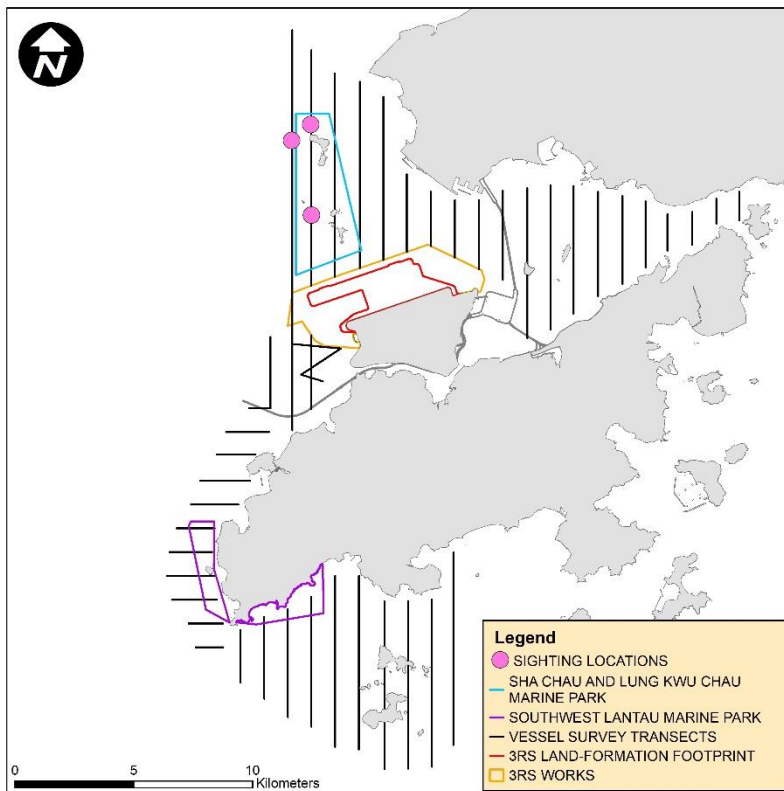 N
Legend
SIGHTING LOCATIONS
SHA CHAU AND LUNG KWU CHAU
MARINE PARK
SOUTHWEST LANTAU MARINE PARK
VESSEL SURVEY TRANSECTS
3RS LAND-FORMATION FOOTPRINT
3RS WORKS
0 5 10
Kilometers